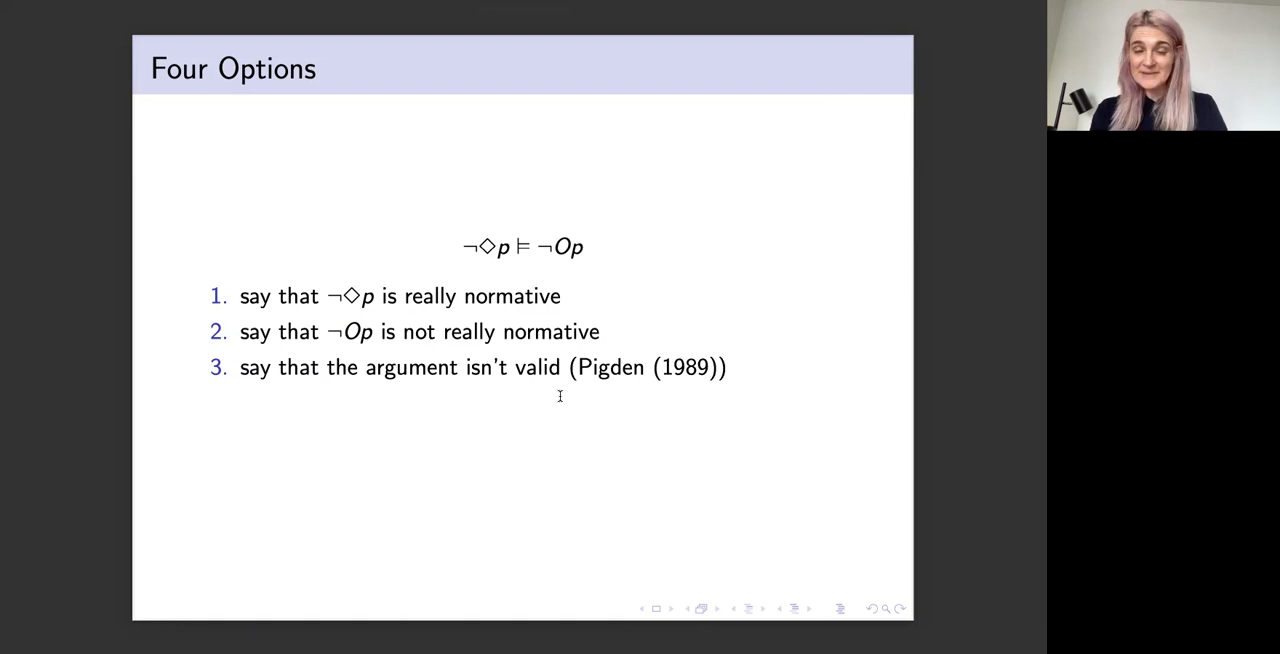 Four Options
¬◇p ⊨ ¬Op
1. say that ¬◇p is really normative
2. say that ¬Op is not really normative
3. say that the argument isn't valid (Pigden (1989))